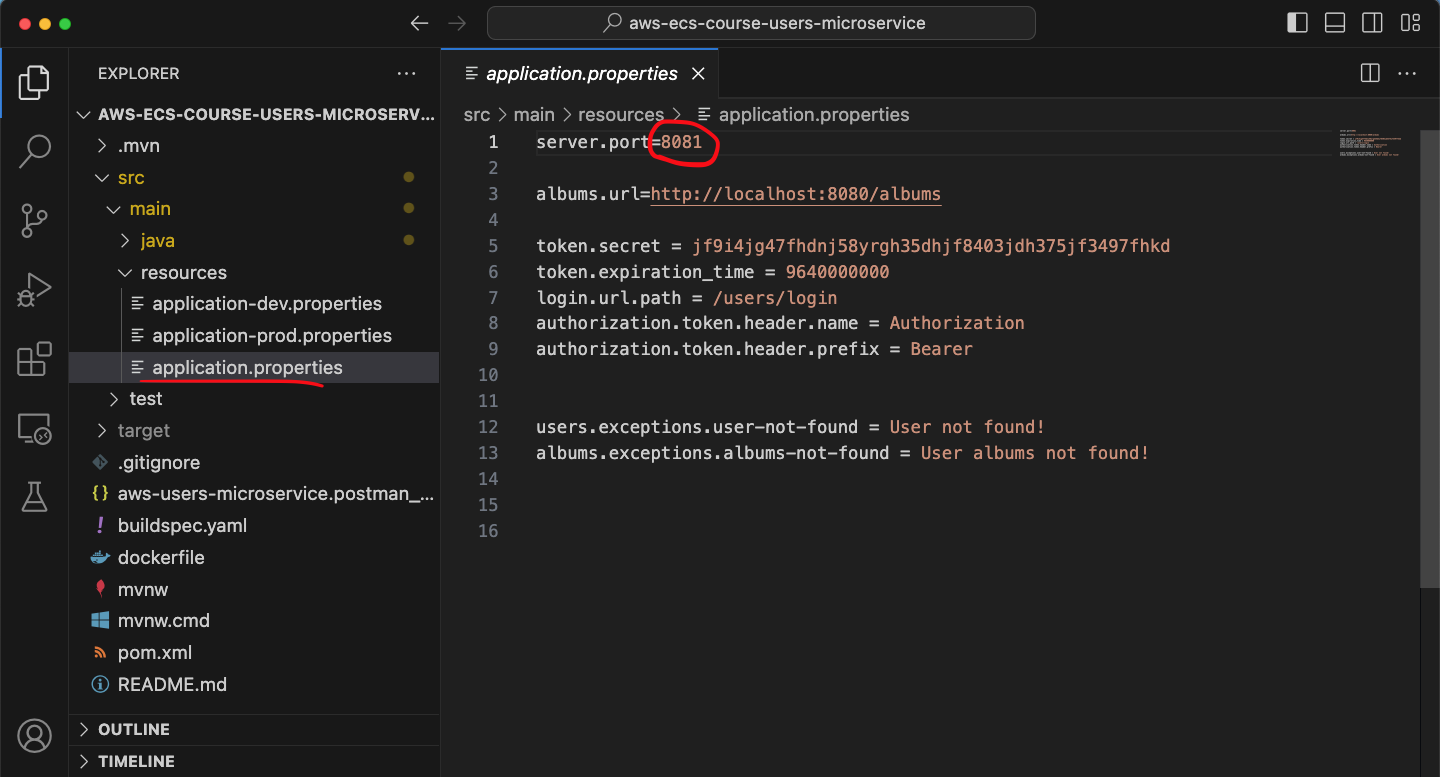 aws-ecs-course-users-microservice
EXPLORER
AWS-ECS-COURSE-USERS-MICROSERV...
.mvn
src
main
java
resources
application-dev.properties
application-prod.properties
application.properties
test
target
.gitignore
aws-users-microservice.postman_...
buildspec.yaml
dockerfile
mvnw
mvnw.cmd
pom.xml
README.md
OUTLINE
TIMELINE
application.properties
src > main > resources > application.properties
1 server.port=8081
2
3 albums.url=http://localhost:8080/albums
4
5 token.secret = jf9i4jg47fhdnj58yrgh35dhjf8403jdh375jf3497fhkd
6 token.expiration_time = 9640000000
7 login.url.path = /users/login
8 authorization.token.header.name = Authorization
9 authorization.token.header.prefix = Bearer
10
11
12 users.exceptions.user-not-found = User not found!
13 albums.exceptions.albums-not-found = User albums not found!
14
15
16